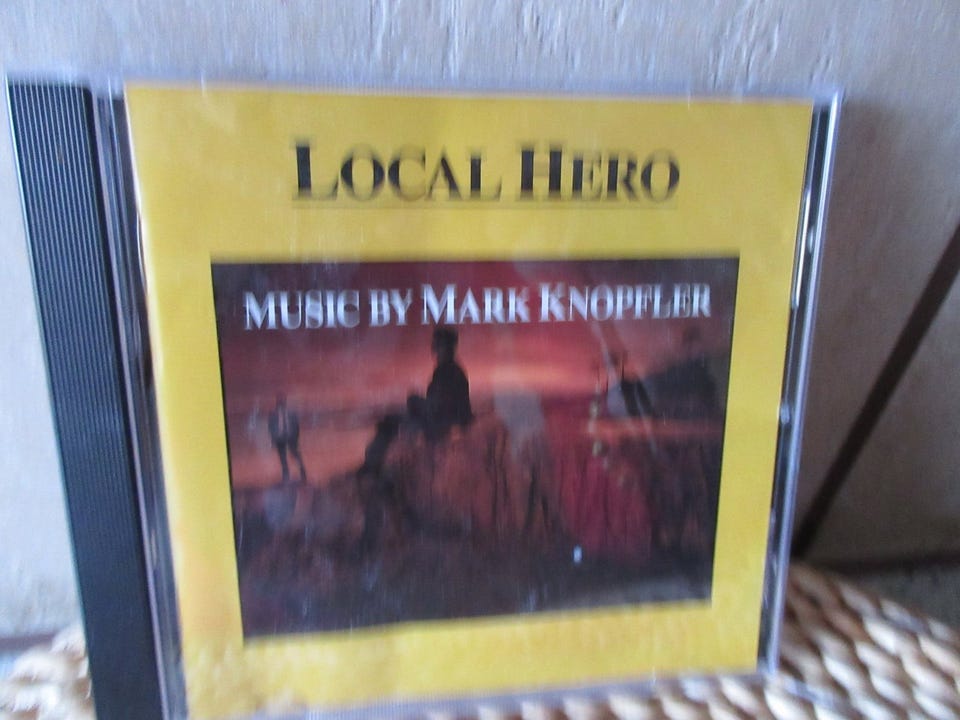 LOCAL HERO
MUSIC BY MARK KNOPFLER